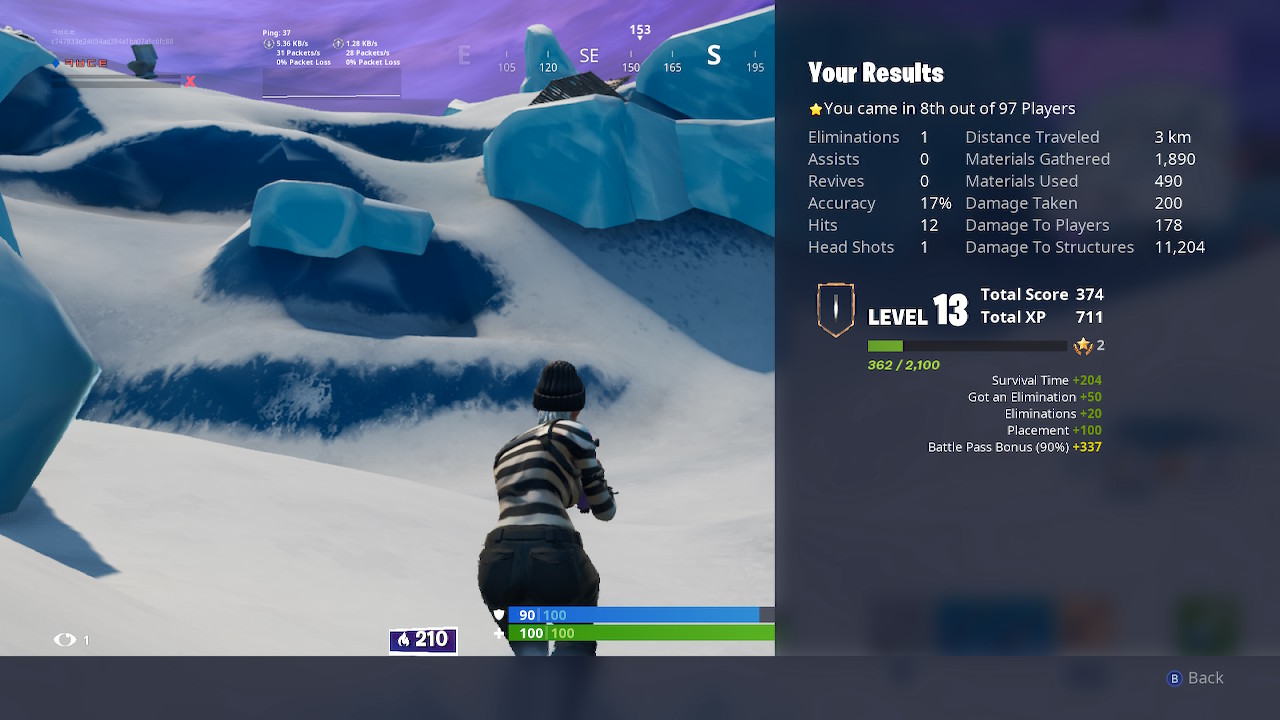 Ping: 37
5.36 KB/s 1.28 KB/s
31 Packets/s 28 Packets/s
0% Packet Loss 0% Packet Loss
153
E SE S
105 120 150 165 195
Your Results
You came in 8th out of 97 Players
Eliminations 1 Distance Traveled 3 km
Assists 0 Materials Gathered 1,890
Revives 0 Materials Used 490
Accuracy 17% Damage Taken 200
Hits 12 Damage To Players 178
Head Shots 1 Damage To Structures 11,204
LEVEL 13
Total Score 374
Total XP 711
2
362 / 2,100
Survival Time +204
Got an Elimination +50
Eliminations +20
Placement +100
Battle Pass Bonus (90%) +337
90 100
100 100
210
1
B Back